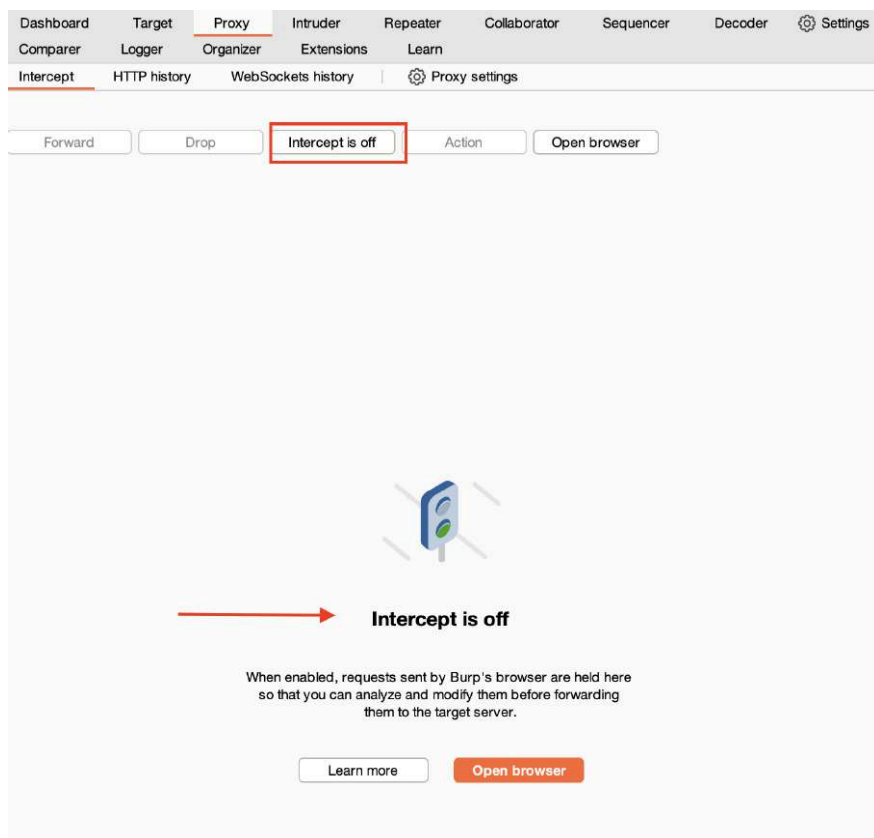 Dashboard Target Proxy Intruder Repeater Collaborator Sequencer Decoder Settings
Comparer Logger Organizer Extensions Learn
Intercept HTTP history WebSockets history Proxy settings
Forward Drop Intercept is off Action Open browser
Intercept is off
When enabled, requests sent by Burp's browser are held here
so that you can analyze and modify them before forwarding
them to the target server.
Learn more Open browser